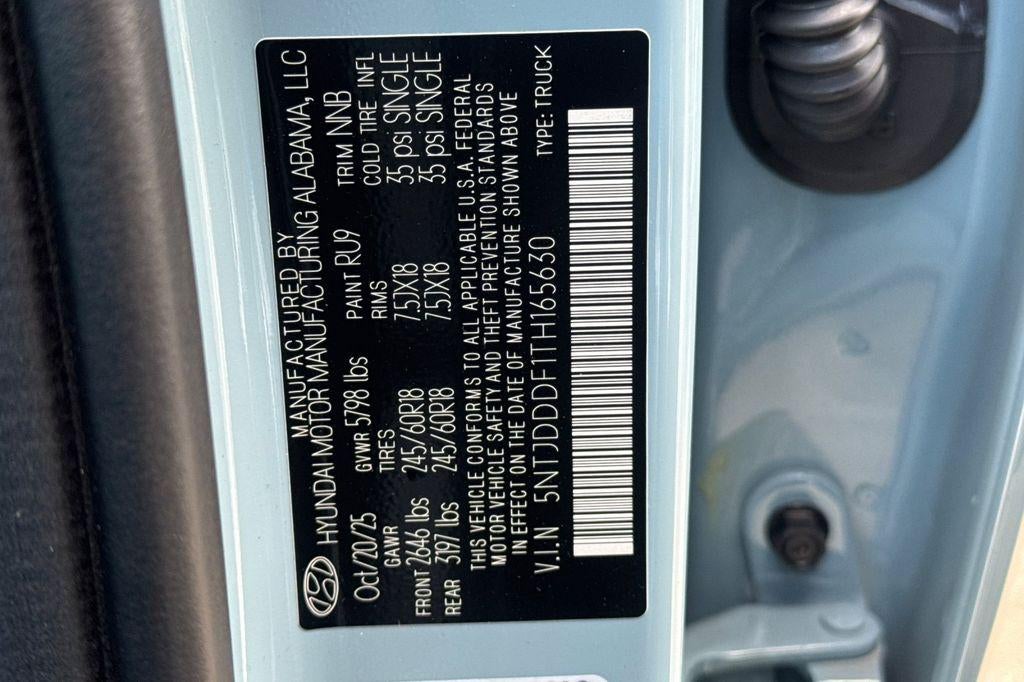 MANUFACTURED BY
HYUNDAI MOTOR MANUFACTURING ALABAMA, LLC
Oct/20/25 GVWR 5798 lbs PAINT RU9 TRIM NNB
GAWR TIRES RIMS COLD TIRE INFL
FRONT 2646 lbs 245/60R18 7.5JX18 35 psi SINGLE
REAR 3197 lbs 245/60R18 7.5JX18 35 psi SINGLE
THIS VEHICLE CONFORMS TO ALL APPLICABLE U.S.A. FEDERAL
MOTOR VEHICLE SAFETY AND THEFT PREVENTION STANDARDS
IN EFFECT ON THE DATE OF MANUFACTURE SHOWN ABOVE
V.I.N 5NTJDDDF1TH165630 TYPE: TRUCK